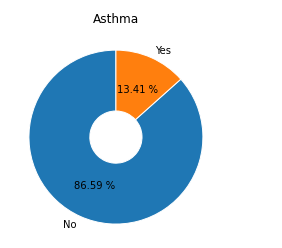 Asthma
Yes
13.41 %
86.59 %
No